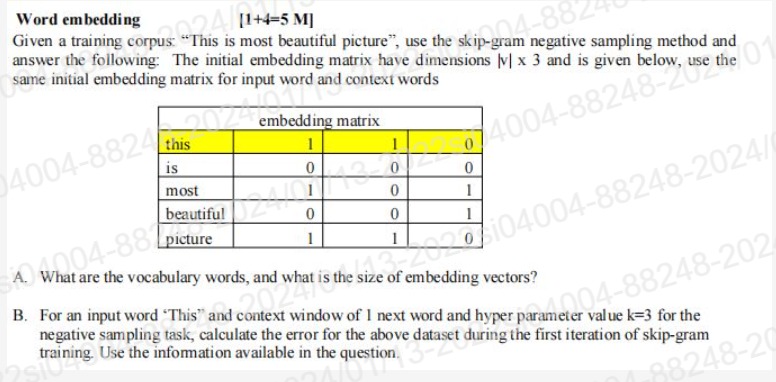 Word embedding [1+4=5 M]
Given a training corpus: “This is most beautiful picture”, use the skip-gram negative sampling method and
answer the following: The initial embedding matrix have dimensions |v| x 3 and is given below, use the
same initial embedding matrix for input word and context words
embedding matrix
this 1 1 0
is 0 0 0
most 1 0 1
beautiful 0 0 1
picture 1 1 0
A. What are the vocabulary words, and what is the size of embedding vectors?
B. For an input word ‘This” and context window of 1 next word and hyper parameter value k=3 for the
negative sampling task, calculate the error for the above dataset during the first iteration of skip-gram
training. Use the information available in the question.